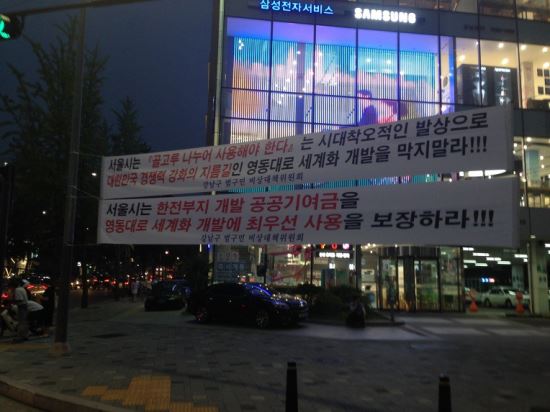 삼성전자서비스 SAMSUNG
서울시는 『골고루 나누어 사용해야 한다』는 시대착오적인 발상으로
대한민국 경쟁력 강화의 지름길인 영동대로 세계화 개발을 막지말라!!!
강남구 범구민 비상대책위원회
서울시는 한전부지 개발 공공기여금을
영동대로 세계화 개발에 최우선 사용을 보장하라!!!
강남구 범구민 비상대책위원회